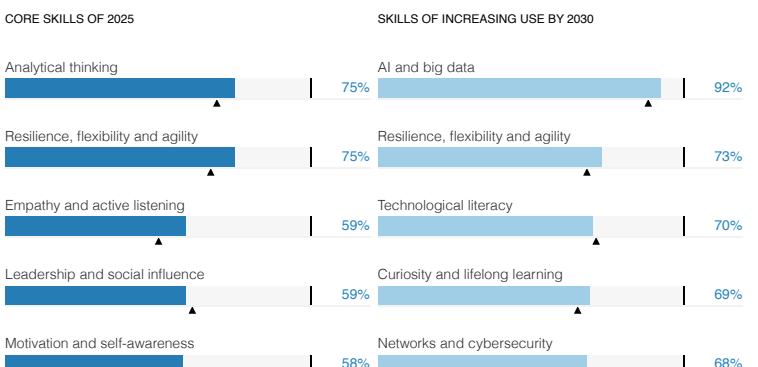 CORE SKILLS OF 2025
Analytical thinking
75%
Resilience, flexibility and agility
75%
Empathy and active listening
59%
Leadership and social influence
59%
Motivation and self-awareness
58%
SKILLS OF INCREASING USE BY 2030
AI and big data
92%
Resilience, flexibility and agility
73%
Technological literacy
70%
Curiosity and lifelong learning
69%
Networks and cybersecurity
68%